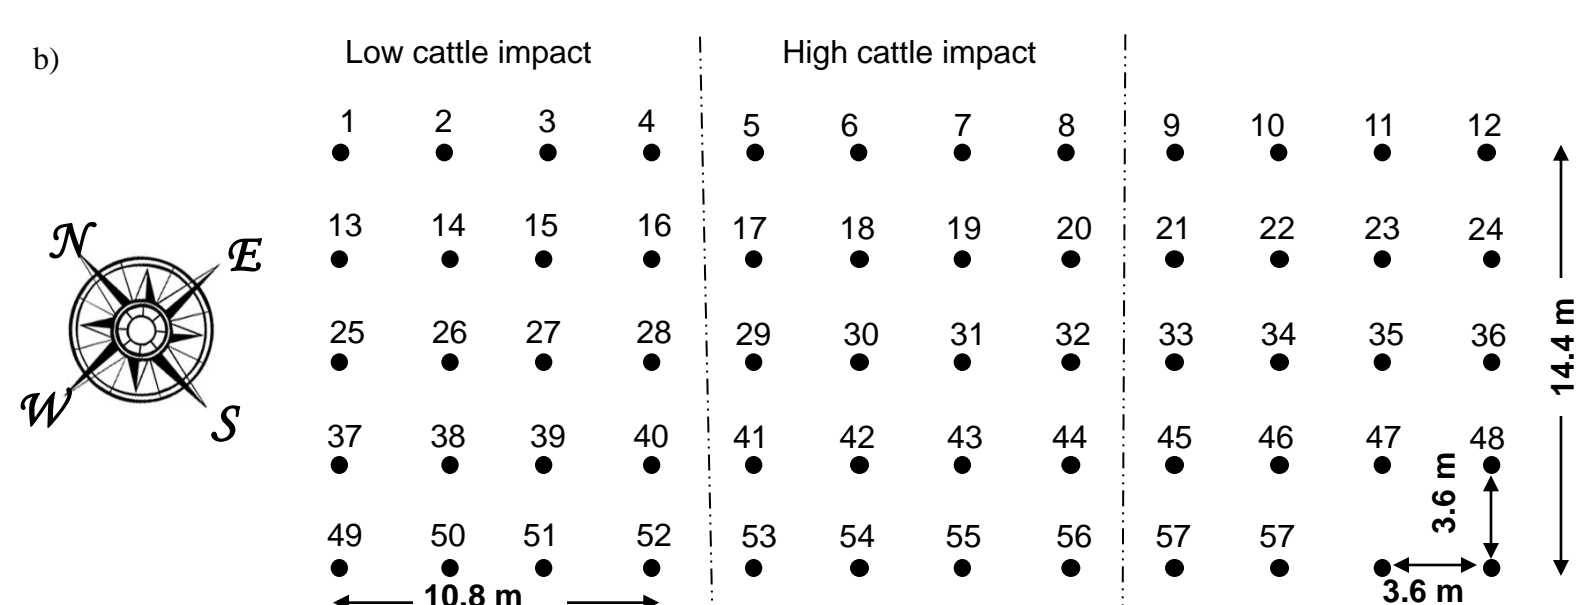 b)
Low cattle impact
High cattle impact
1 2 3 4 5 6 7 8 9 10 11 12
13 14 15 16 17 18 19 20 21 22 23 24
N E
25 26 27 28 29 30 31 32 33 34 35 36
14.4 m
W S
37 38 39 40 41 42 43 44 45 46 47 48
3.6 m
49 50 51 52 53 54 55 56 57 57
3.6 m
10.8 m